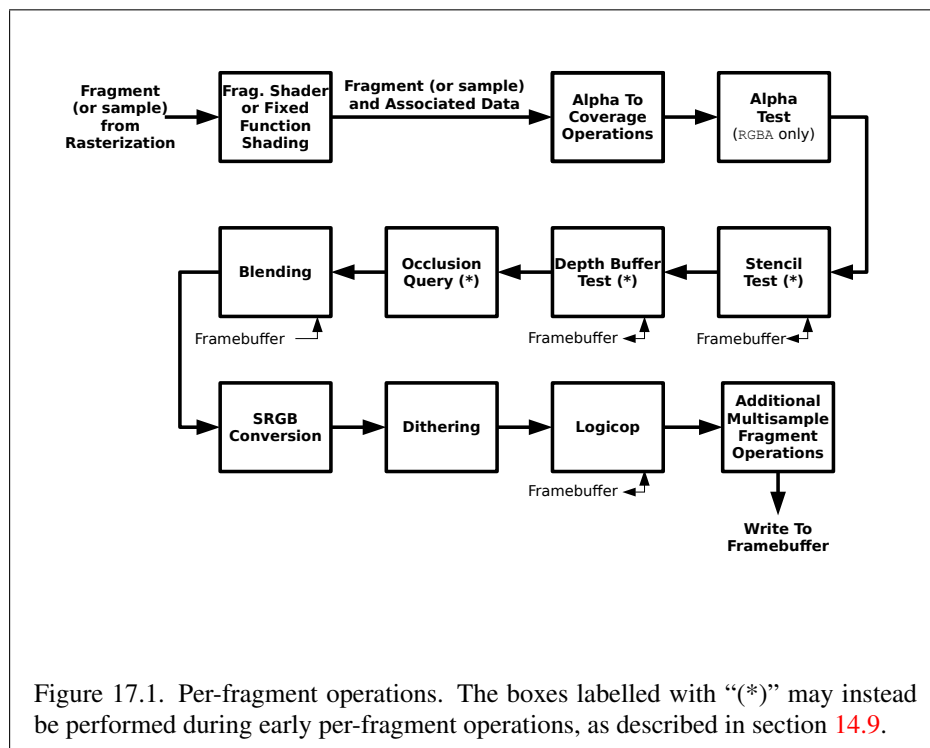 Fragment
(or sample)
from
Rasterization
Frag. Shader
or Fixed
Function
Shading
Fragment (or sample)
and Associated Data
Alpha To
Coverage
Operations
Alpha
Test
(RGBA only)
Blending
Occlusion
Query (*)
Depth Buffer
Test (*)
Stencil
Test (*)
Framebuffer
Framebuffer
Framebuffer
SRGB
Conversion
Dithering
Logicop
Additional
Multisample
Fragment
Operations
Framebuffer
Write To
Framebuffer
Figure 17.1. Per-fragment operations. The boxes labelled with “(*)” may instead
be performed during early per-fragment operations, as described in section 14.9.